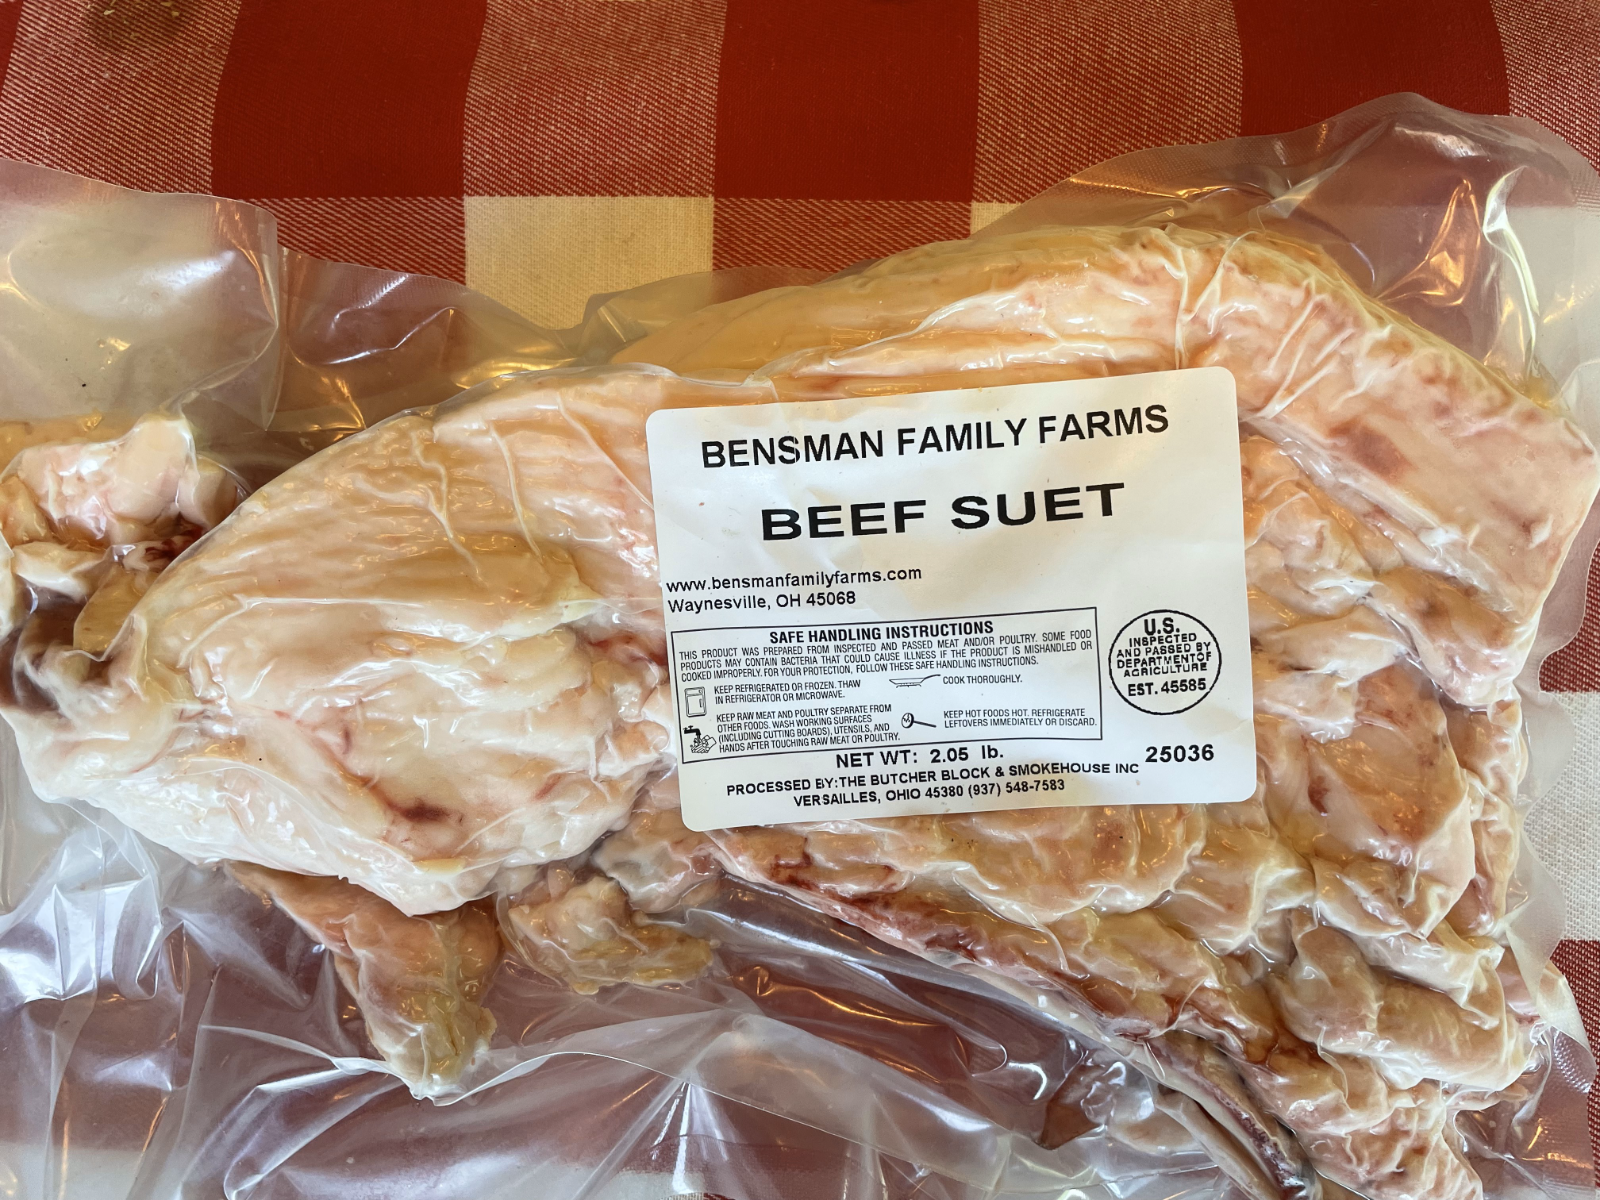 BENSMAN FAMILY FARMS
BEEF SUET
www.bensmanfamilyfarms.com
Waynesville, OH 45068
SAFE HANDLING INSTRUCTIONS
THIS PRODUCT WAS PREPARED FROM INSPECTED AND PASSED MEAT AND/OR POULTRY. SOME FOOD
PRODUCTS MAY CONTAIN BACTERIA THAT COULD CAUSE ILLNESS IF THE PRODUCT IS MISHANDLED OR
COOKED IMPROPERLY. FOR YOUR PROTECTION, FOLLOW THESE SAFE HANDLING INSTRUCTIONS.
KEEP REFRIGERATED OR FROZEN. THAW
IN REFRIGERATOR OR MICROWAVE.
COOK THOROUGHLY.
KEEP RAW MEAT AND POULTRY SEPARATE FROM
OTHER FOODS. WASH WORKING SURFACES
(INCLUDING CUTTING BOARDS), UTENSILS, AND
HANDS AFTER TOUCHING RAW MEAT OR POULTRY.
KEEP HOT FOODS HOT. REFRIGERATE
LEFTOVERS IMMEDIATELY OR DISCARD.
U.S.
INSPECTED
AND PASSED BY
DEPARTMENT OF
AGRICULTURE
EST. 45585
NET WT: 2.05 lb.
25036
PROCESSED BY:THE BUTCHER BLOCK & SMOKEHOUSE INC
VERSAILLES, OHIO 45380 (937) 548-7583